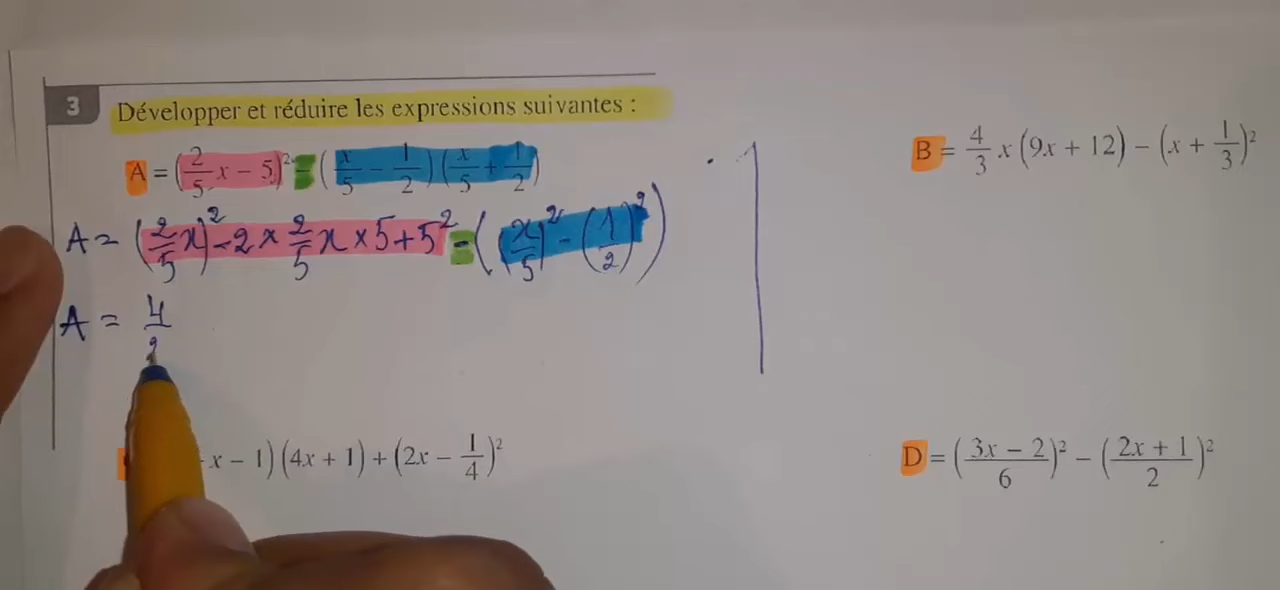 3 Développer et réduire les expressions suivantes :
A = (2/5 x − 5)² − (x/5 − 1/2)(x/5 + 1/2)
A = (2/5 x)² − 2 × 2/5 x × 5 + 5² − ((x/5)² − (1/2)²)
A = 4/
B = 4/3 x (9x + 12) − (x + 1/3)²
x − 1)(4x + 1) + (2x − 1/4)²
D = (3x − 2/6)² − (2x + 1/2)²